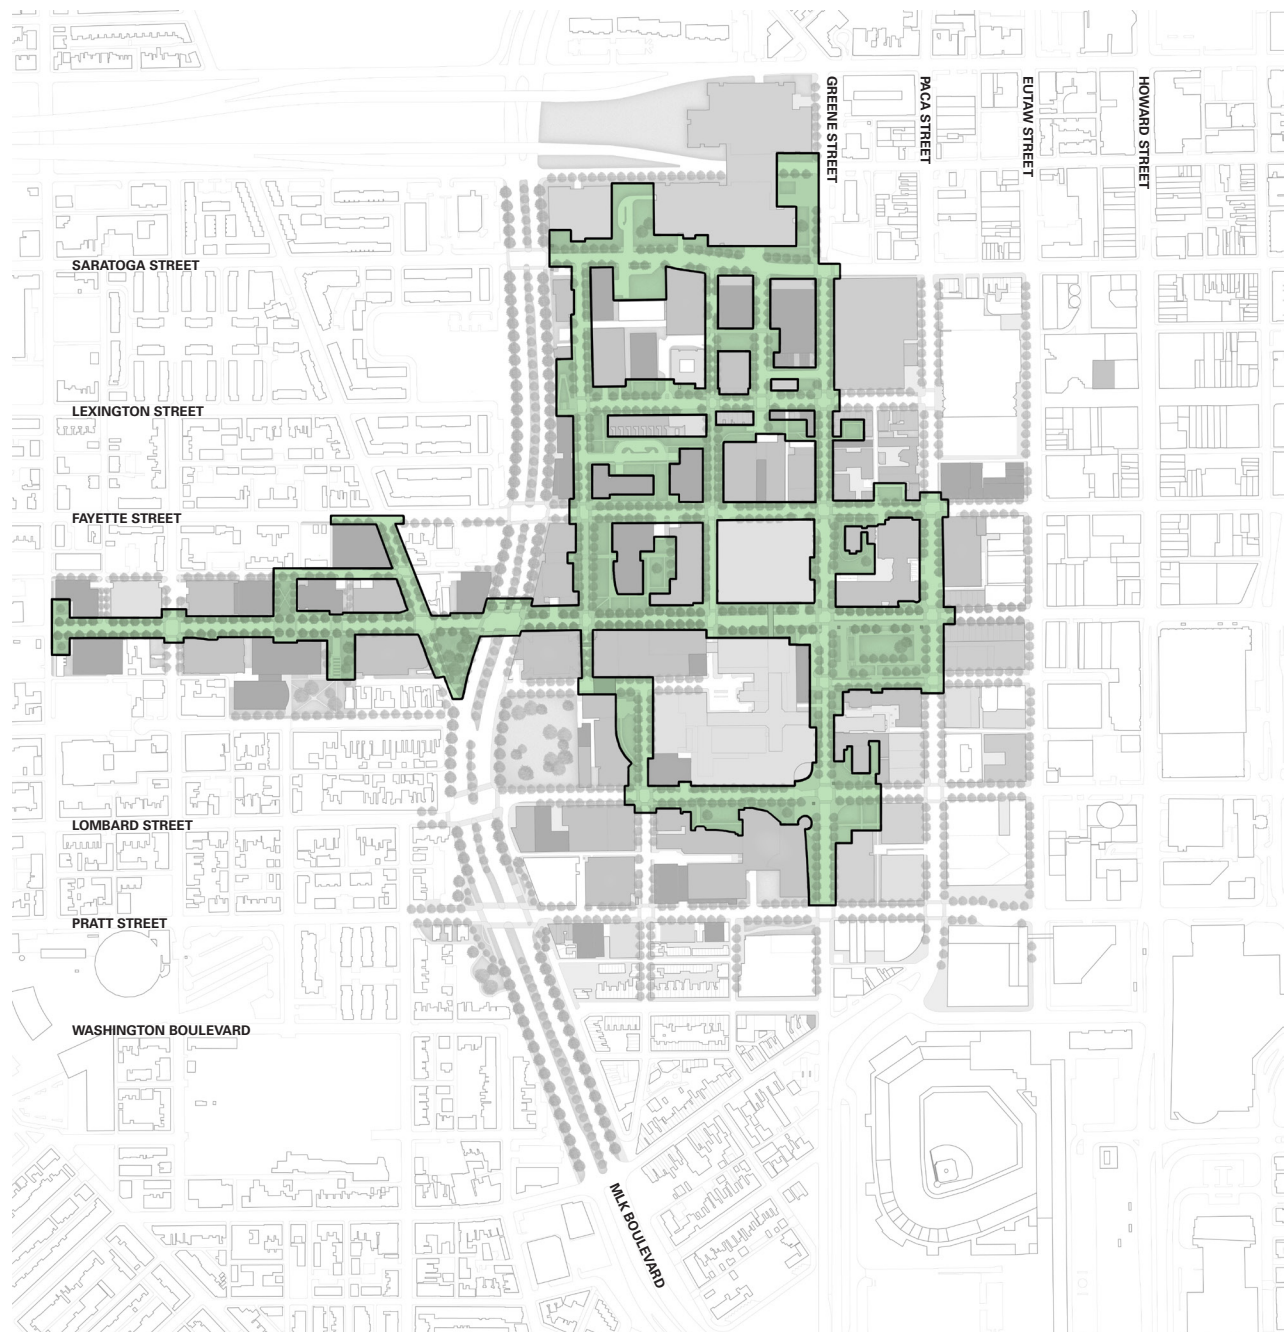 GREENE STREET
PACA STREET
EUTAW STREET
HOWARD STREET
SARATOGA STREET
LEXINGTON STREET
FAYETTE STREET
LOMBARD STREET
PRATT STREET
WASHINGTON BOULEVARD
MLK BOULEVARD